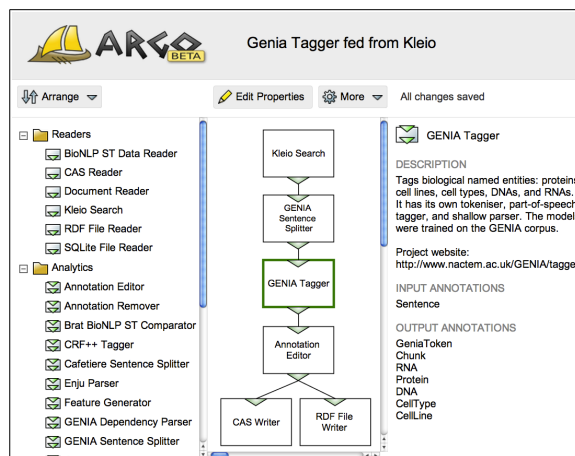 ARGO
BETA
Genia Tagger fed from Kleio
Arrange
Edit Properties
More
All changes saved
Readers
BioNLP ST Data Reader
CAS Reader
Document Reader
Kleio Search
RDF File Reader
SQLite File Reader
Analytics
Annotation Editor
Annotation Remover
Brat BioNLP ST Comparator
CRF++ Tagger
Cafetiere Sentence Splitter
Enju Parser
Feature Generator
GENIA Dependency Parser
GENIA Sentence Splitter
Kleio Search
GENIA
Sentence
Splitter
GENIA Tagger
Annotation
Editor
CAS Writer
RDF File
Writer
GENIA Tagger
DESCRIPTION
Tags biological named entities: proteins
cell lines, cell types, DNAs, and RNAs.
It has its own tokeniser, part-of-speech
tagger, and shallow parser. The model
were trained on the GENIA corpus.
Project website:
http://www.nactem.ac.uk/GENIA/tagge
INPUT ANNOTATIONS
Sentence
OUTPUT ANNOTATIONS
GeniaToken
Chunk
RNA
Protein
DNA
CellType
CellLine